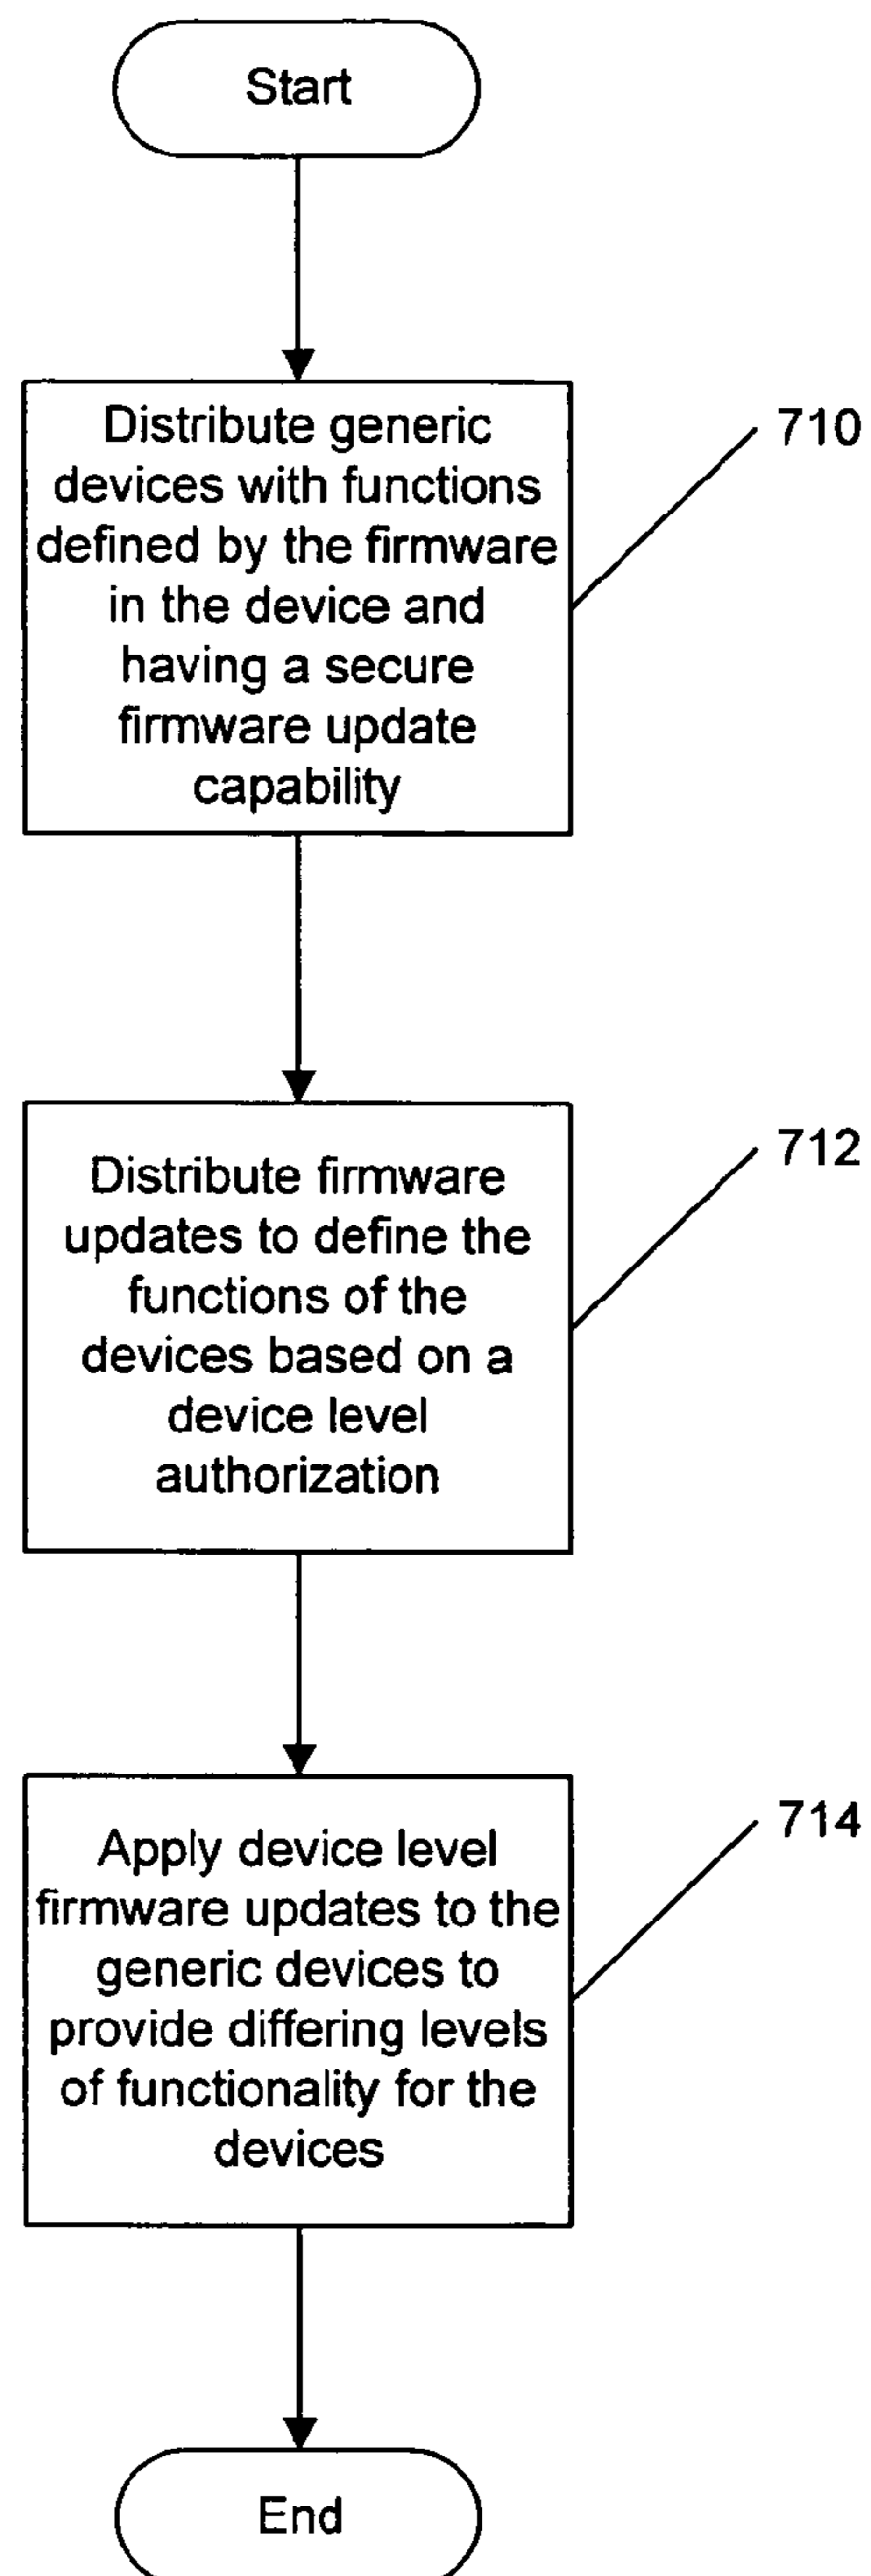 Start
Distribute generic
devices with functions
defined by the firmware
in the device and
having a secure
firmware update
capability
710
Distribute firmware
updates to define the
functions of the
devices based on a
device level
authorization
712
Apply device level
firmware updates to the
generic devices to
provide differing levels
of functionality for the
devices
714
End